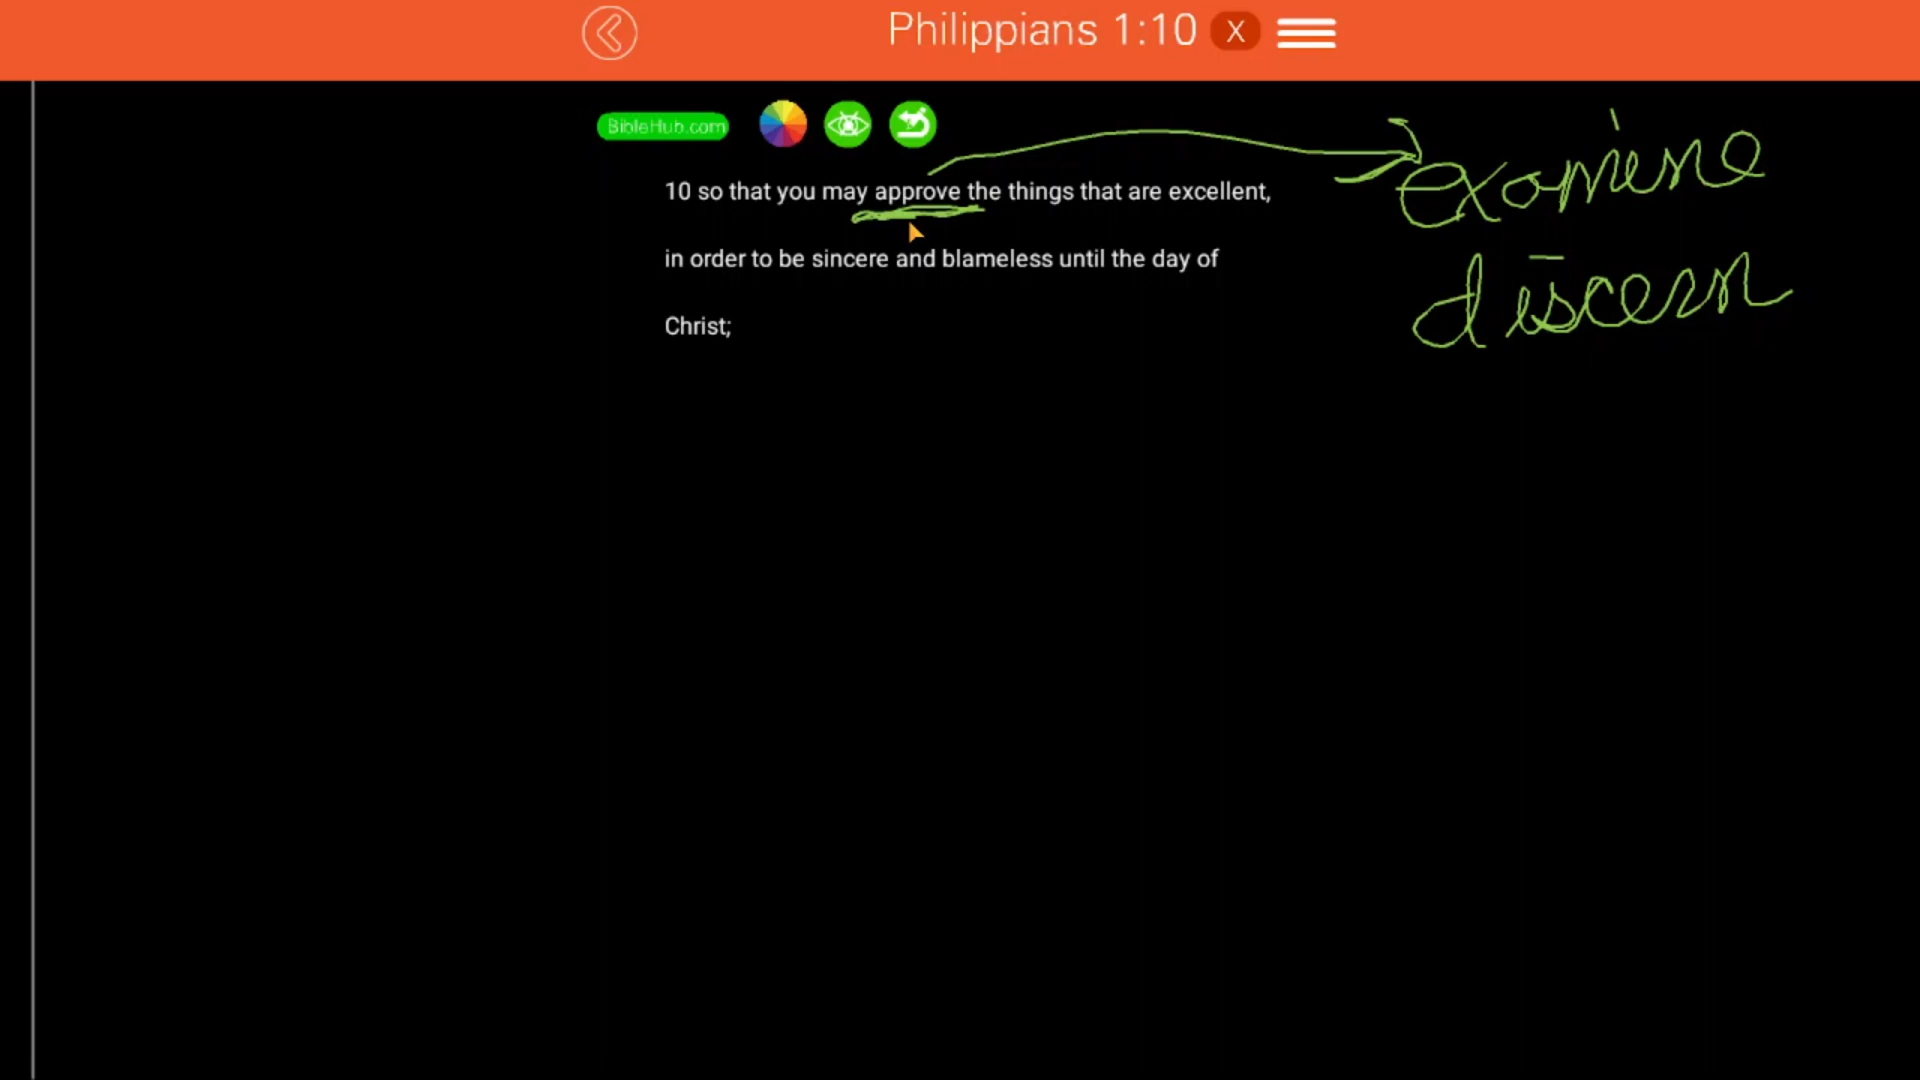 Philippians 1:10 X
BibleHub.com
10 so that you may approve the things that are excellent,
in order to be sincere and blameless until the day of
Christ;
examine
discern